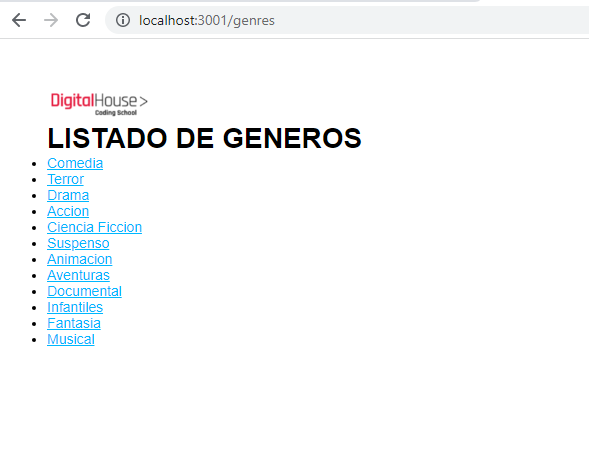 localhost:3001/genres
DigitalHouse>
Coding School
LISTADO DE GENEROS
Comedia
Terror
Drama
Accion
Ciencia Ficcion
Suspenso
Animacion
Aventuras
Documental
Infantiles
Fantasia
Musical